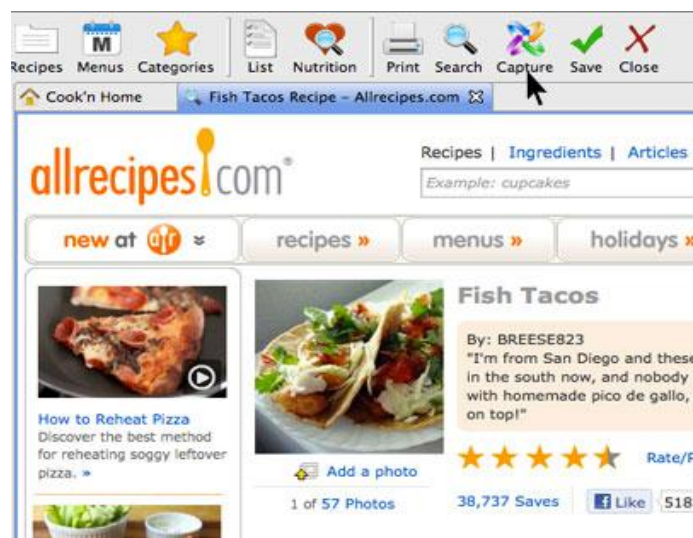 Recipes Menus Categories List Nutrition Print Search Capture Save Close
Cook'n Home
Fish Tacos Recipe – Allrecipes.com
allrecipes.com®
Recipes | Ingredients | Articles
Example: cupcakes
new at ar
recipes »
menus »
holidays »
Fish Tacos
By: BREESE823
"I'm from San Diego and these
in the south now, and nobody
with homemade pico de gallo,
on top!"
How to Reheat Pizza
Discover the best method
for reheating soggy leftover
pizza. »
Add a photo
1 of 57 Photos
Rate/
38,737 Saves
Like 518